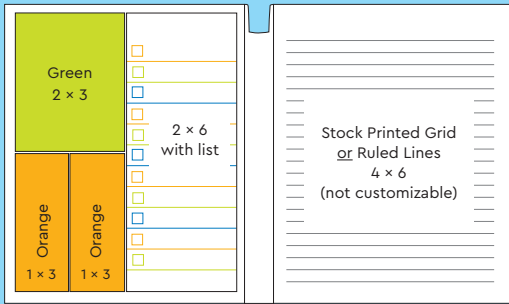 Green
2 × 3
Orange
1 × 3
Orange
1 × 3
2 × 6
with list
Stock Printed Grid
or Ruled Lines
4 × 6
(not customizable)